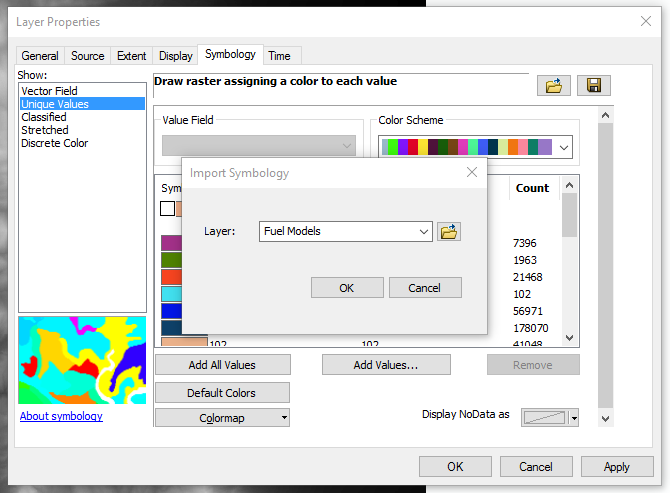 Layer Properties
General Source Extent Display Symbology Time
Show:
Vector Field
Unique Values
Classified
Stretched
Discrete Color
About symbology
Draw raster assigning a color to each value
Value Field
Color Scheme
Sym
Count
7396
1963
21468
102
56971
178070
102 102 41048
Import Symbology
Layer: Fuel Models
OK Cancel
Add All Values Add Values... Remove
Default Colors
Colormap
Display NoData as
OK Cancel Apply